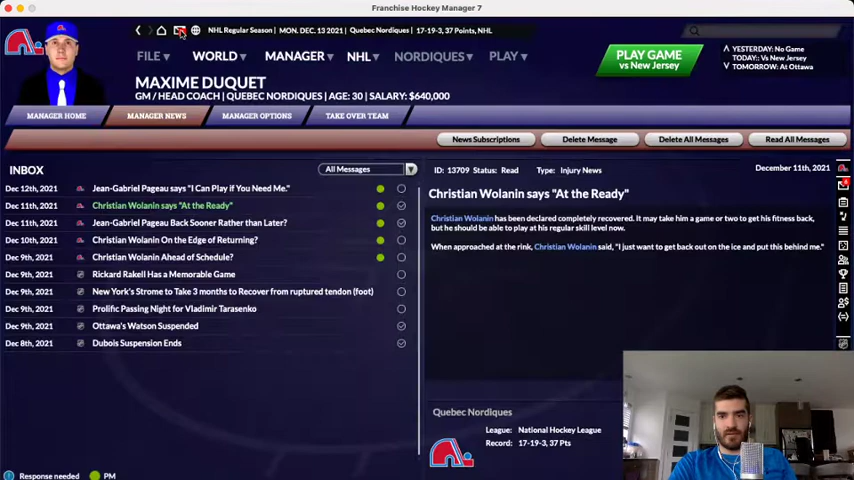 Franchise Hockey Manager 7
NHL Regular Season | MON. DEC. 13 2021 | Quebec Nordiques | 17-19-3, 37 Points, NHL
FILE WORLD MANAGER NHL NORDIQUES PLAY
PLAY GAME
vs New Jersey
YESTERDAY: No Game
TODAY:: Vs New Jersey
TOMORROW: At Ottawa
MAXIME DUQUET
GM / HEAD COACH | QUEBEC NORDIQUES | AGE: 30 | SALARY: $640,000
MANAGER HOME MANAGER NEWS MANAGER OPTIONS TAKE OVER TEAM
News Subscriptions Delete Message Delete All Messages Read All Messages
INBOX All Messages
Dec 12th, 2021 Jean-Gabriel Pageau says "I Can Play if You Need Me."
Dec 11th, 2021 Christian Wolanin says "At the Ready"
Dec 11th, 2021 Jean-Gabriel Pageau Back Sooner Rather than Later?
Dec 10th, 2021 Christian Wolanin On the Edge of Returning?
Dec 9th, 2021 Christian Wolanin Ahead of Schedule?
Dec 9th, 2021 Rickard Rakell Has a Memorable Game
Dec 9th, 2021 New York's Strome to Take 3 months to Recover from ruptured tendon (foot)
Dec 9th, 2021 Prolific Passing Night for Vladimir Tarasenko
Dec 9th, 2021 Ottawa's Watson Suspended
Dec 8th, 2021 Dubois Suspension Ends
Response needed PM
ID: 13709 Status: Read Type: Injury News December 11th, 2021
Christian Wolanin says "At the Ready"
Christian Wolanin has been declared completely recovered. It may take him a game or two to get his fitness back,
but he should be able to play at his regular skill level now.
When approached at the rink, Christian Wolanin said, "I just want to get back out on the ice and put this behind me."
Quebec Nordiques
League: National Hockey League
Record: 17-19-3, 37 Pts